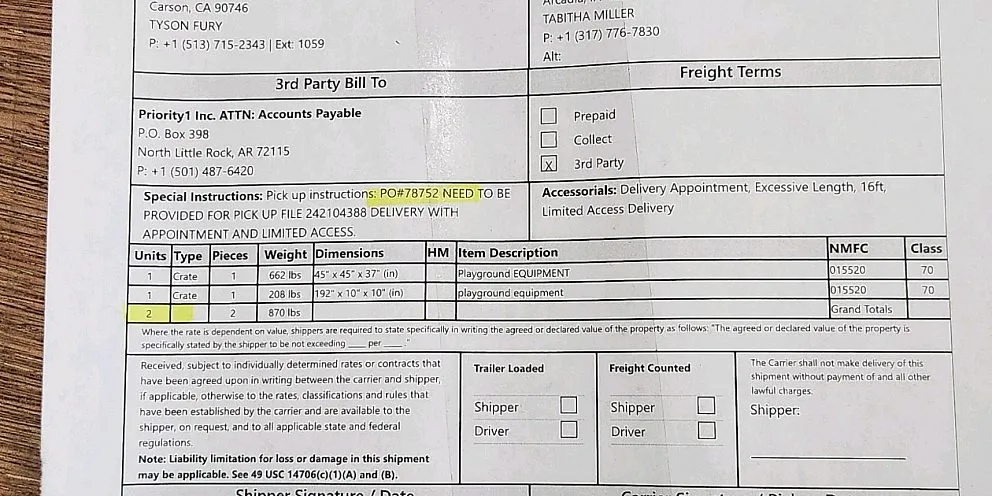 Carson, CA 90746
TYSON FURY
P: +1 (513) 715-2343 | Ext: 1059
TABITHA MILLER
P: +1 (317) 776-7830
Alt:
3rd Party Bill To
Freight Terms
Priority1 Inc. ATTN: Accounts Payable
P.O. Box 398
North Little Rock, AR 72115
P: +1 (501) 487-6420
Prepaid
Collect
X 3rd Party
Special Instructions: Pick up instructions: PO#78752 NEED TO BE
PROVIDED FOR PICK UP FILE 242104388 DELIVERY WITH
APPOINTMENT AND LIMITED ACCESS.
Accessorials: Delivery Appointment, Excessive Length, 16ft,
Limited Access Delivery
Units Type Pieces Weight Dimensions HM Item Description NMFC Class
1 Crate 1 662 lbs 45" x 45" x 37" (in) Playground EQUIPMENT 015520 70
1 Crate 1 208 lbs 192" x 10" x 10" (in) playground equipment 015520 70
2 2 870 lbs Grand Totals
Where the rate is dependent on value, shippers are required to state specifically in writing the agreed or declared value of the property as follows: "The agreed or declared value of the property is
specifically stated by the shipper to be not exceeding ____ per ____."
Received, subject to individually determined rates or contracts that
have been agreed upon in writing between the carrier and shipper,
if applicable, otherwise to the rates, classifications and rules that
have been established by the carrier and are available to the
shipper, on request, and to all applicable state and federal
regulations.
Note: Liability limitation for loss or damage in this shipment
may be applicable. See 49 USC 14706(c)(1)(A) and (B).
Trailer Loaded
Shipper
Driver
Freight Counted
Shipper
Driver
The Carrier shall not make delivery of this
shipment without payment of and all other
lawful charges.
Shipper:
Shipper Signature / Date